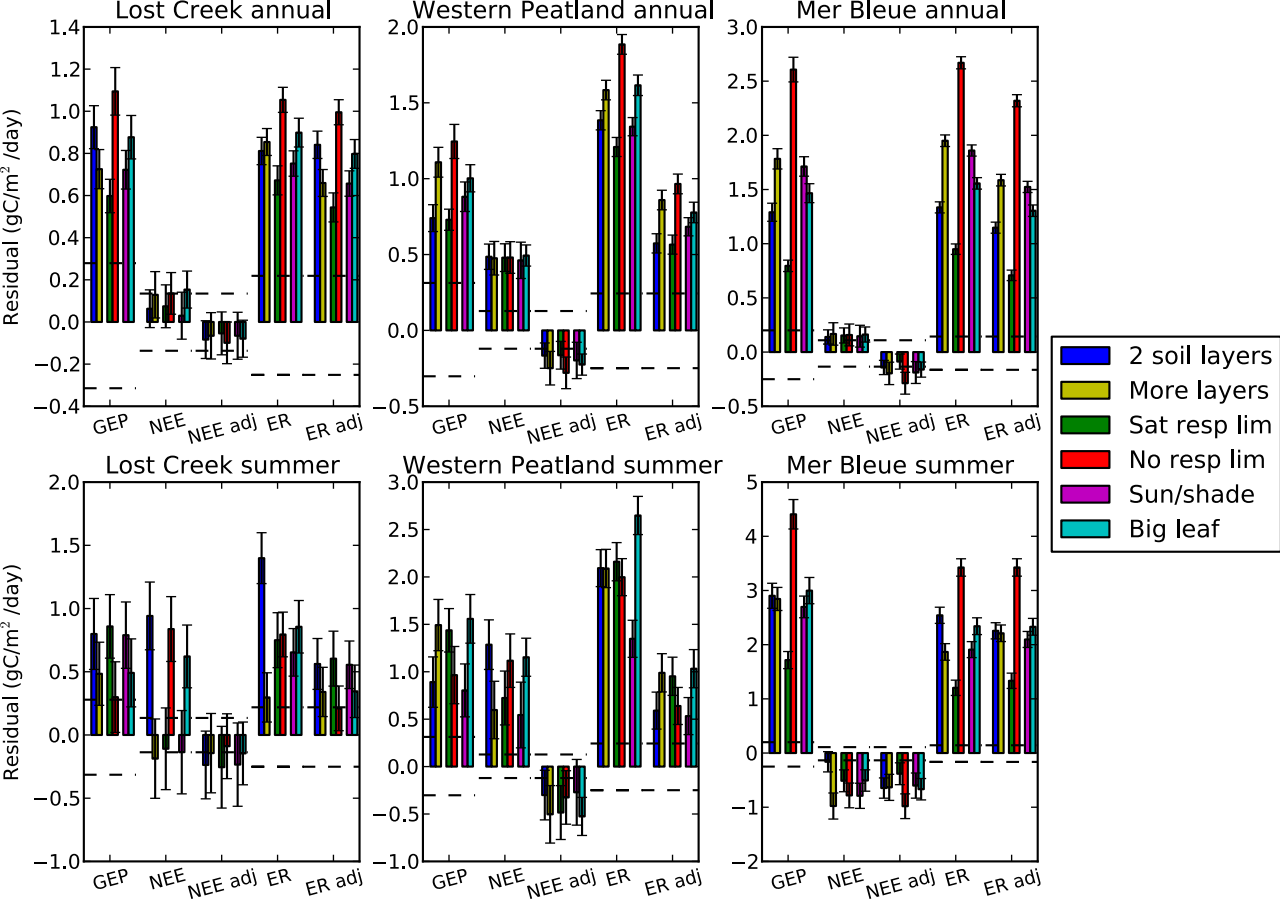 Lost Creek annual
Western Peatland annual
Mer Bleue annual
Residual (gC/m² /day)
1.4
1.2
1.0
0.8
0.6
0.4
0.2
0.0
−0.2
−0.4
GEP
NEE
NEE adj
ER
ER adj
2.0
1.5
1.0
0.5
0.0
−0.5
GEP
NEE
NEE adj
ER
ER adj
3.0
2.5
2.0
1.5
1.0
0.5
0.0
−0.5
GEP
NEE
NEE adj
ER
ER adj
2 soil layers
More layers
Sat resp lim
No resp lim
Sun/shade
Big leaf
Lost Creek summer
Western Peatland summer
Mer Bleue summer
Residual (gC/m² /day)
2.0
1.5
1.0
0.5
0.0
−0.5
−1.0
GEP
NEE
NEE adj
ER
ER adj
3.0
2.5
2.0
1.5
1.0
0.5
0.0
−0.5
−1.0
GEP
NEE
NEE adj
ER
ER adj
5
4
3
2
1
0
−1
−2
GEP
NEE
NEE adj
ER
ER adj